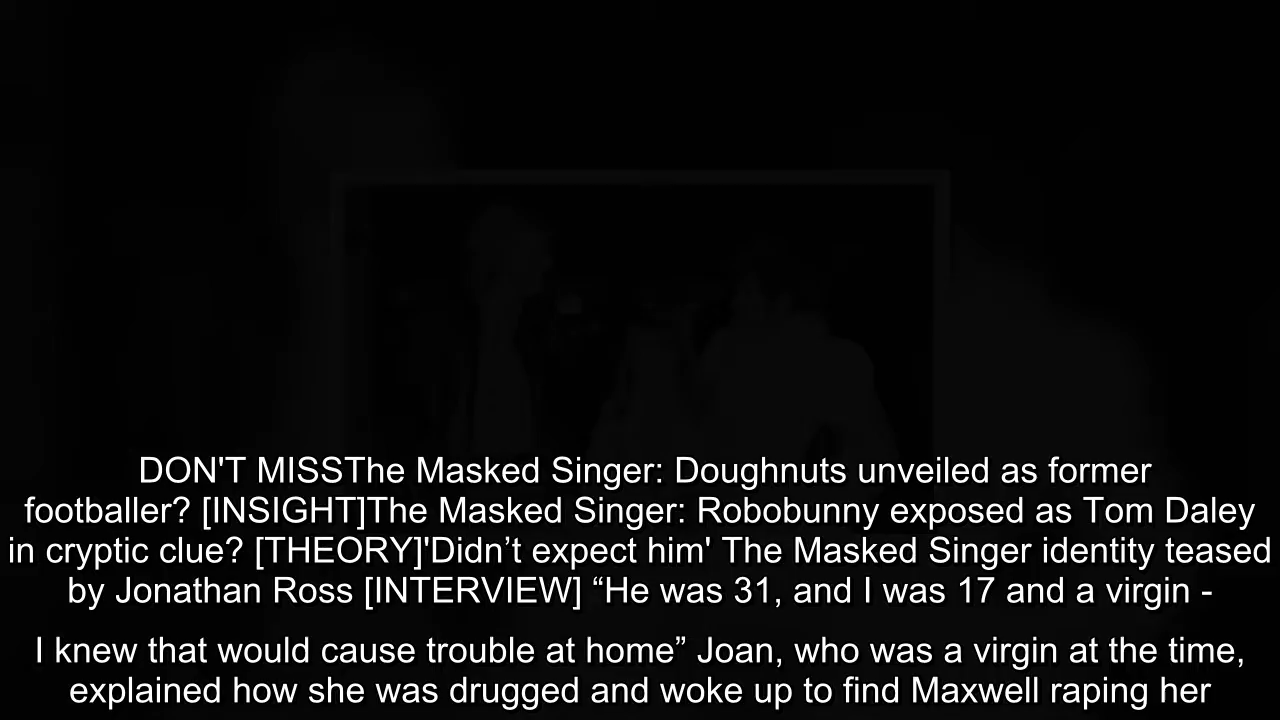 DON'T MISSThe Masked Singer: Doughnuts unveiled as former
footballer? [INSIGHT]The Masked Singer: Robobunny exposed as Tom Daley
in cryptic clue? [THEORY]'Didn’t expect him' The Masked Singer identity teased
by Jonathan Ross [INTERVIEW] “He was 31, and I was 17 and a virgin -
I knew that would cause trouble at home” Joan, who was a virgin at the time,
explained how she was drugged and woke up to find Maxwell raping her